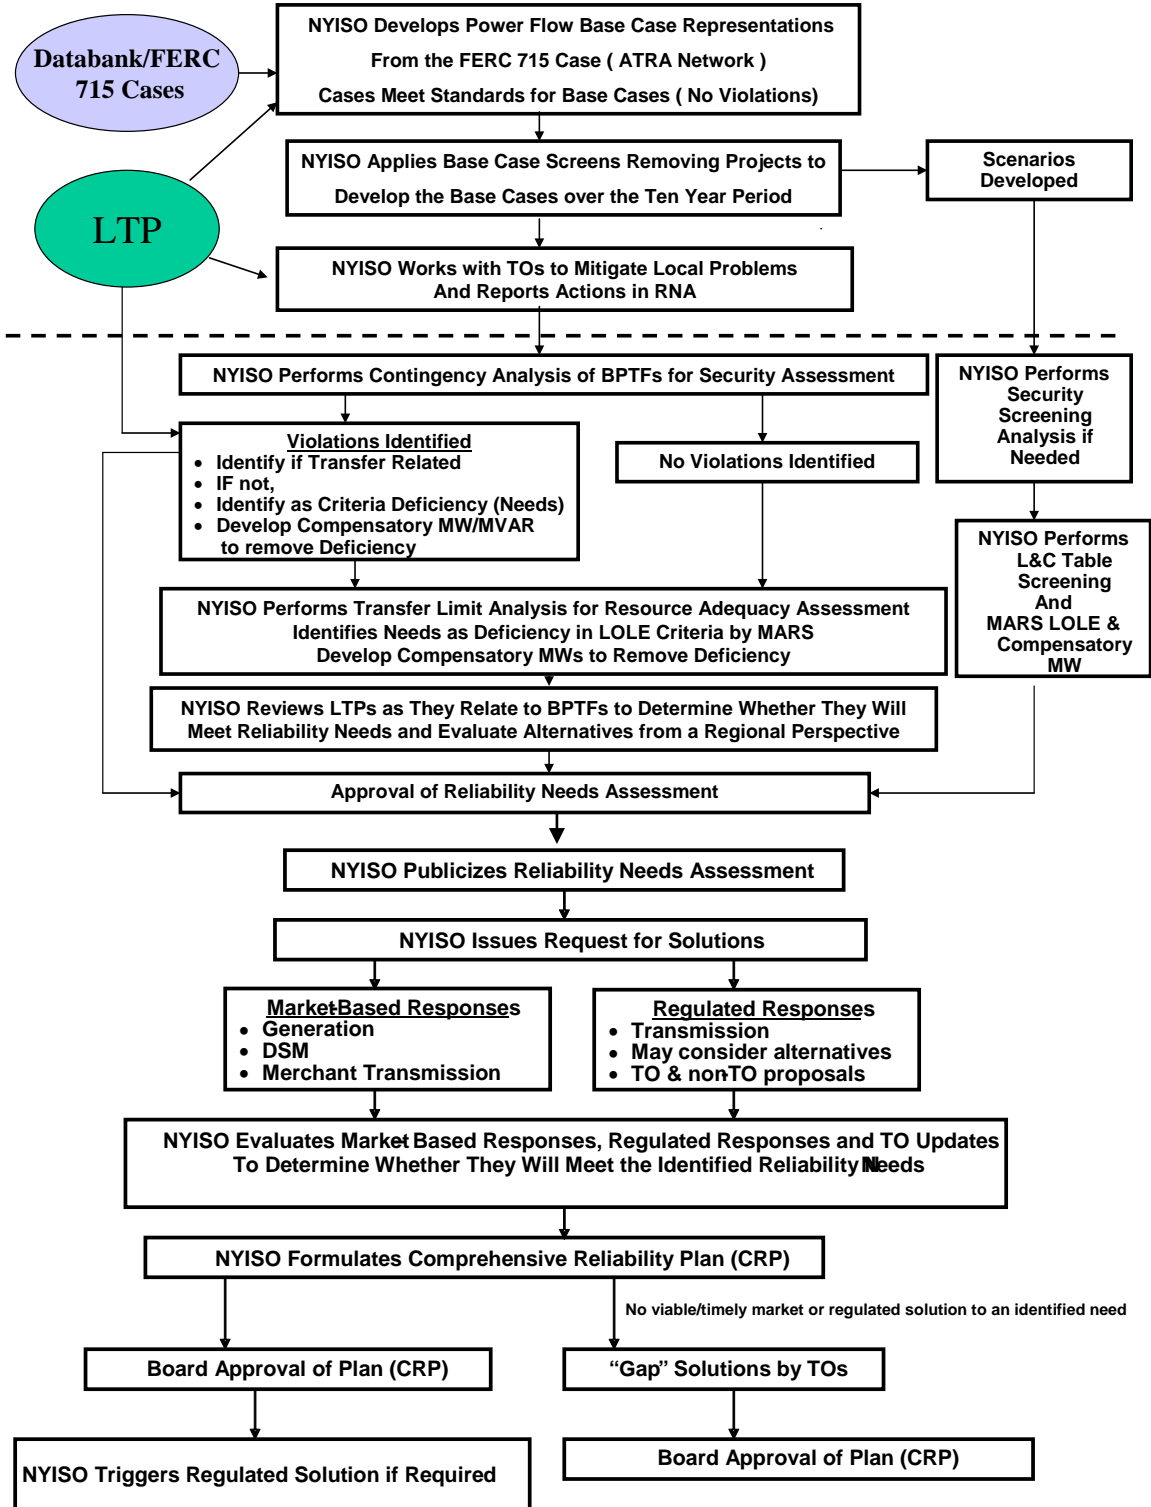 Databank/FERC
715 Cases
NYISO Develops Power Flow Base Case Representations
From the FERC 715 Case ( ATRA Network )
Cases Meet Standards for Base Cases ( No Violations)
LTP
NYISO Applies Base Case Screens Removing Projects to
Develop the Base Cases over the Ten Year Period
Scenarios
Developed
NYISO Works with TOs to Mitigate Local Problems
And Reports Actions in RNA
NYISO Performs Contingency Analysis of BPTFs for Security Assessment
NYISO Performs
Security
Screening
Analysis if
Needed
Violations Identified
• Identify if Transfer Related
• IF not,
• Identify as Criteria Deficiency (Needs)
• Develop Compensatory MW/MVAR
to remove Deficiency
No Violations Identified
NYISO Performs
L&C Table
Screening
And
MARS LOLE &
Compensatory
MW
NYISO Performs Transfer Limit Analysis for Resource Adequacy Assessment
Identifies Needs as Deficiency in LOLE Criteria by MARS
Develop Compensatory MWs to Remove Deficiency
NYISO Reviews LTPs as They Relate to BPTFs to Determine Whether They Will
Meet Reliability Needs and Evaluate Alternatives from a Regional Perspective
Approval of Reliability Needs Assessment
NYISO Publicizes Reliability Needs Assessment
NYISO Issues Request for Solutions
Market-Based Responses
• Generation
• DSM
• Merchant Transmission
Regulated Responses
• Transmission
• May consider alternatives
• TO & non-TO proposals
NYISO Evaluates Market- Based Responses, Regulated Responses and TO Updates
To Determine Whether They Will Meet the Identified Reliability Needs
NYISO Formulates Comprehensive Reliability Plan (CRP)
No viable/timely market or regulated solution to an identified need
Board Approval of Plan (CRP)
“Gap” Solutions by TOs
NYISO Triggers Regulated Solution if Required
Board Approval of Plan (CRP)